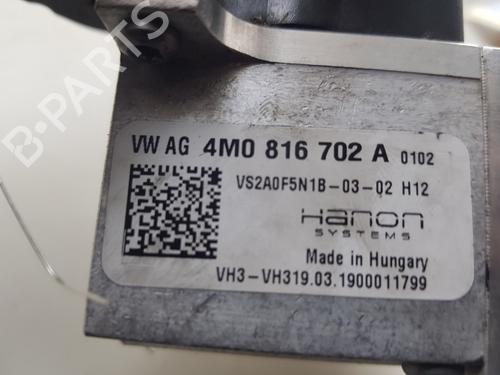 B-PARTS
VW AG 4M0 816 702 A 0102
VS2A0F5N1B-03-Q2 H12
Hanon
SYSTEMS
Made in Hungary
VH3-VH319.03.1900011799